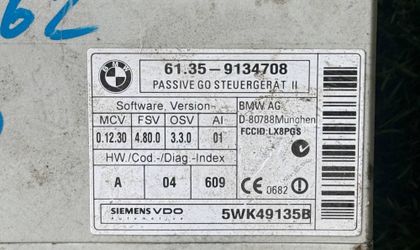 62
BMW
61.35-9134708
PASSIVE GO STEUERGERÄT II
Software, Version-
BMW AG
MCV FSV OSV AI
D-80788München
0.12.30 4.80.0 3.3.0 01
FCCID:LX8PGS
HW./Cod-/Diag-Index
A 04 609
CE 0682 !
SIEMENS VDO
Automotive
5WK49135B